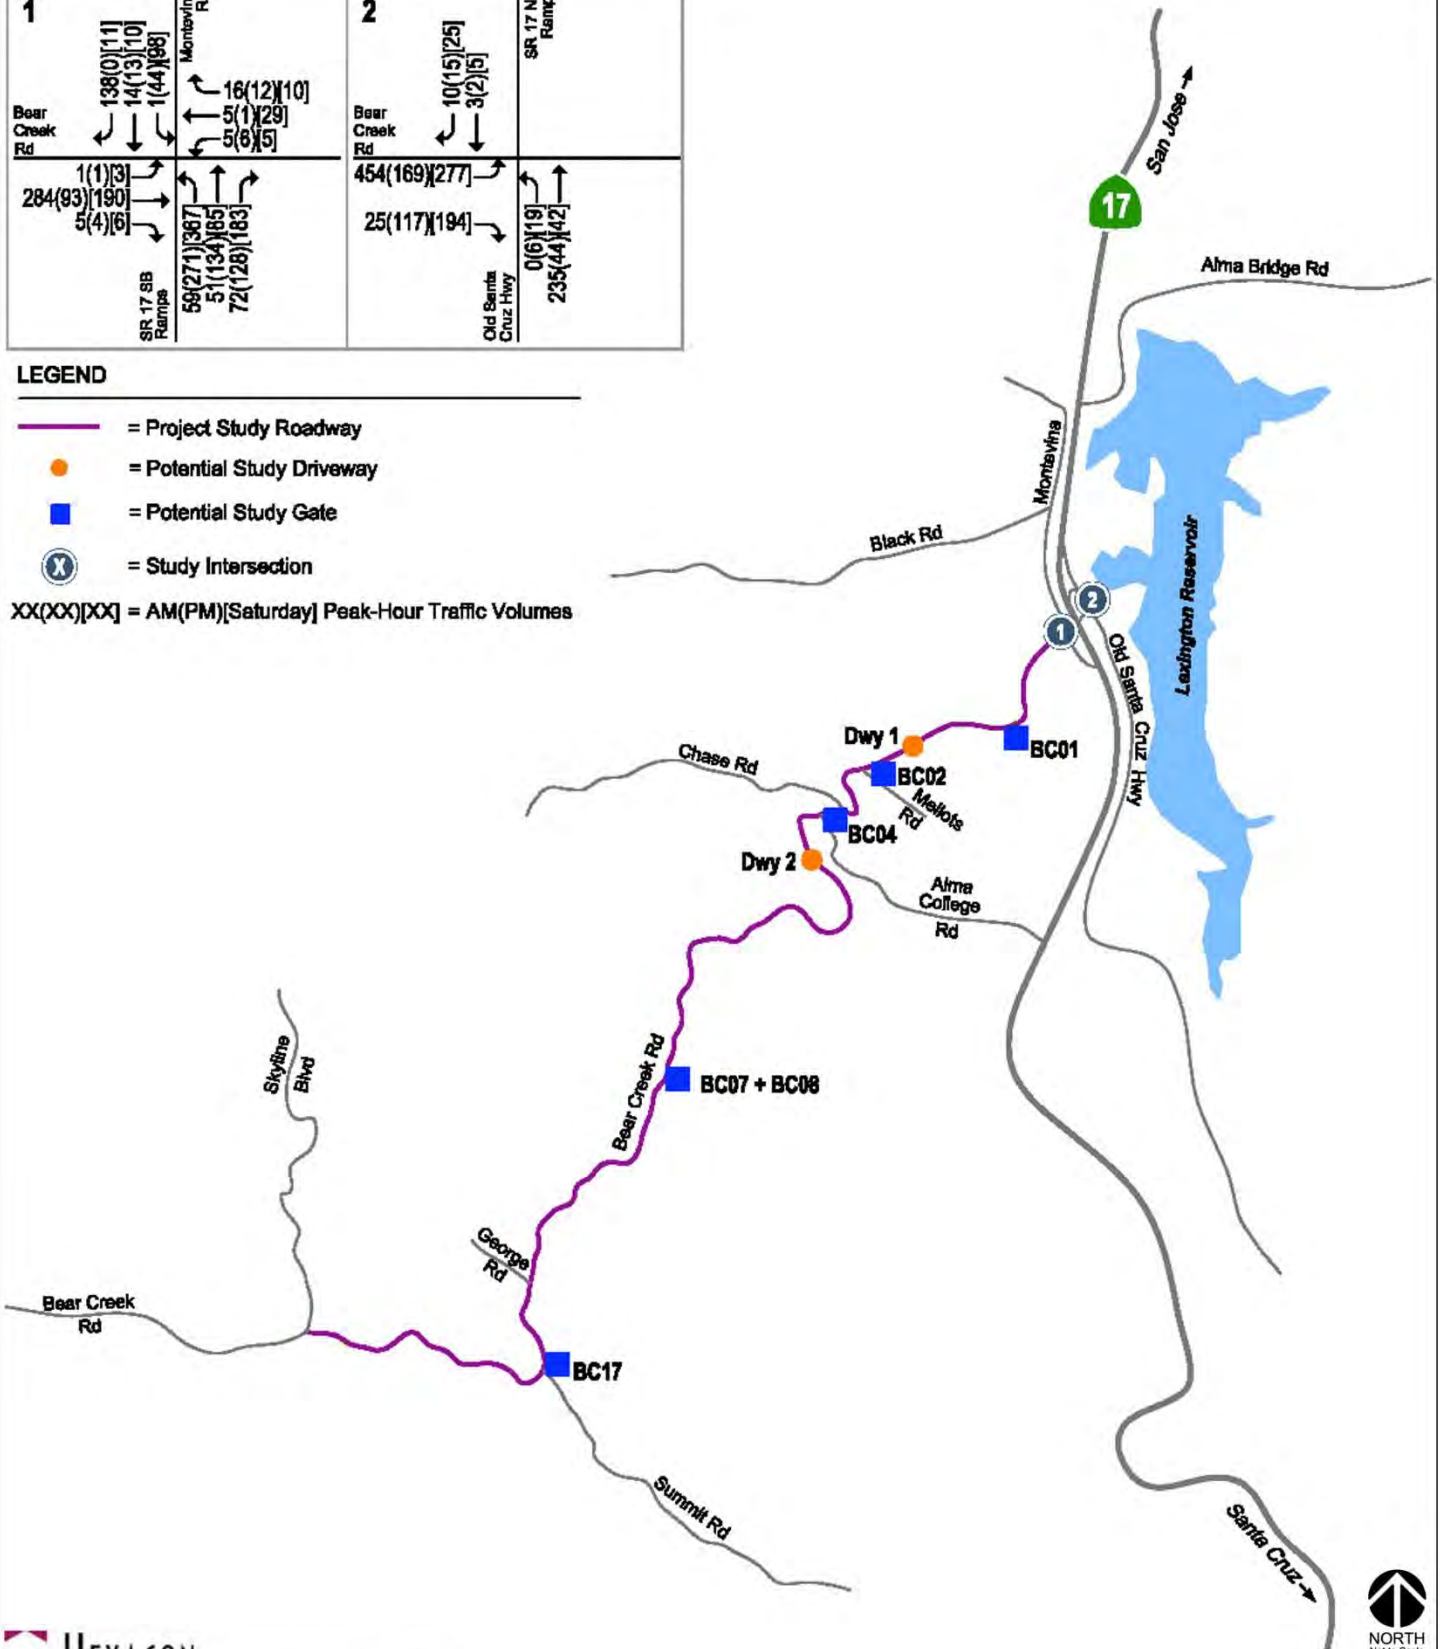 1
138(0)[11]
14(13)[10]
1(44)[98]
16(12)[10]
5(1)[29]
5(6)[5]
Bear
Creek
Rd
1(1)[3]
284(93)[190]
5(4)[6]
SR 17 SB
Ramps
59(271)[367]
51(134)[85]
72(128)[183]
2
10(15)[25]
3(2)[5]
SR 17 N
Ramp
Bear
Creek
Rd
454(169)[277]
25(117)[194]
Old Santa
Cruz Hwy
0(6)[19]
235(44)[42]
LEGEND
= Project Study Roadway
= Potential Study Driveway
= Potential Study Gate
X = Study Intersection
XX(XX)[XX] = AM(PM)[Saturday] Peak-Hour Traffic Volumes
San Jose
17
Alma Bridge Rd
Montevina
Black Rd
Lexington Reservoir
2
1
Old Santa Cruz Hwy
Dwy 1
BC01
Chase Rd
BC02
Mellots
Rd
BC04
Dwy 2
Alma
College
Rd
Skyline
Blvd
Bear Creek Rd
BC07 + BC08
George
Rd
Bear Creek
Rd
BC17
Summit Rd
Santa Cruz
HEXAGON
NORTH